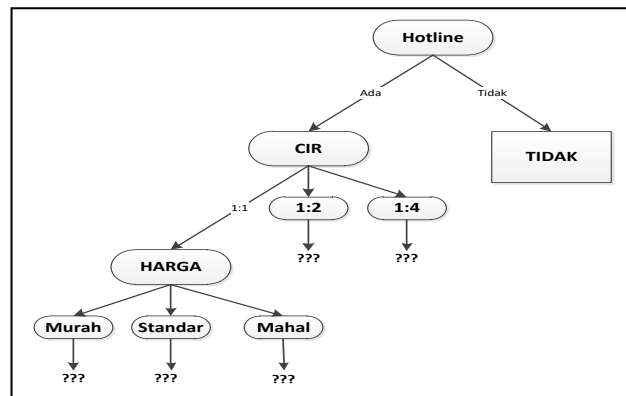 Hotline
Ada
Tidak
CIR
TIDAK
1:1
1:2
1:4
???
???
HARGA
Murah
Standar
Mahal
???
???
???